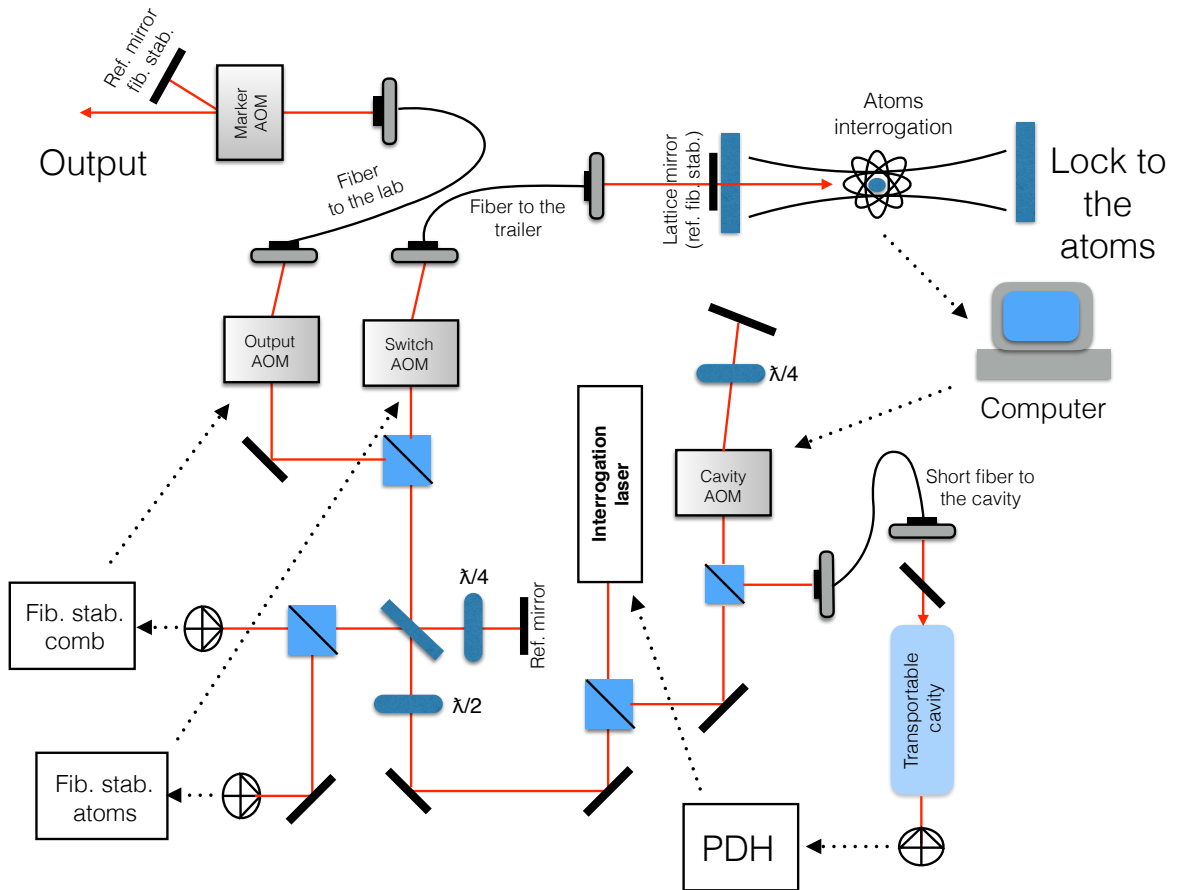 Ref. mirror
fib. stab.
Marker
AOM
Output
Fiber
to the lab
Fiber to the
trailer
Lattice mirror
(ref. fib. stab.)
Atoms
interrogation
Lock to
the
atoms
Output
AOM
Switch
AOM
λ/4
Computer
Interrogation
laser
Cavity
AOM
Short fiber to
the cavity
λ/4
Ref. mirror
Fib. stab.
comb
λ/2
Transportable
cavity
Fib. stab.
atoms
PDH